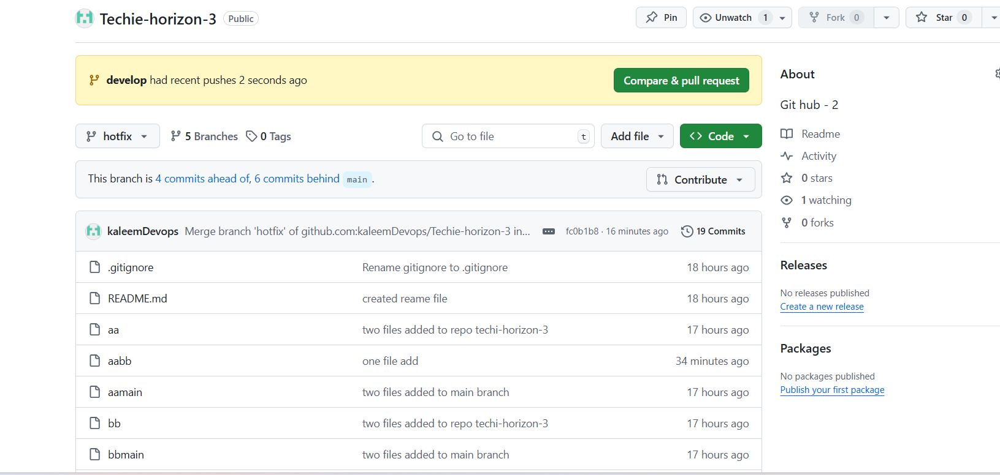 Techie-horizon-3 Public Pin Unwatch 1 Fork 0 Star 0
develop had recent pushes 2 seconds ago Compare & pull request
About
Git hub - 2
hotfix 5 Branches 0 Tags Go to file t Add file Code
Readme
Activity
This branch is 4 commits ahead of, 6 commits behind main . Contribute
0 stars
1 watching
0 forks
kaleemDevops Merge branch 'hotfix' of github.com:kaleemDevops/Techie-horizon-3 in... fc0b1b8 · 16 minutes ago 19 Commits
.gitignore Rename gitignore to .gitignore 18 hours ago
README.md created reame file 18 hours ago
aa two files added to repo techi-horizon-3 17 hours ago
aabb one file add 34 minutes ago
aamain two files added to main branch 17 hours ago
bb two files added to repo techi-horizon-3 17 hours ago
bbmain two files added to main branch 17 hours ago
Releases
No releases published
Create a new release
Packages
No packages published
Publish your first package